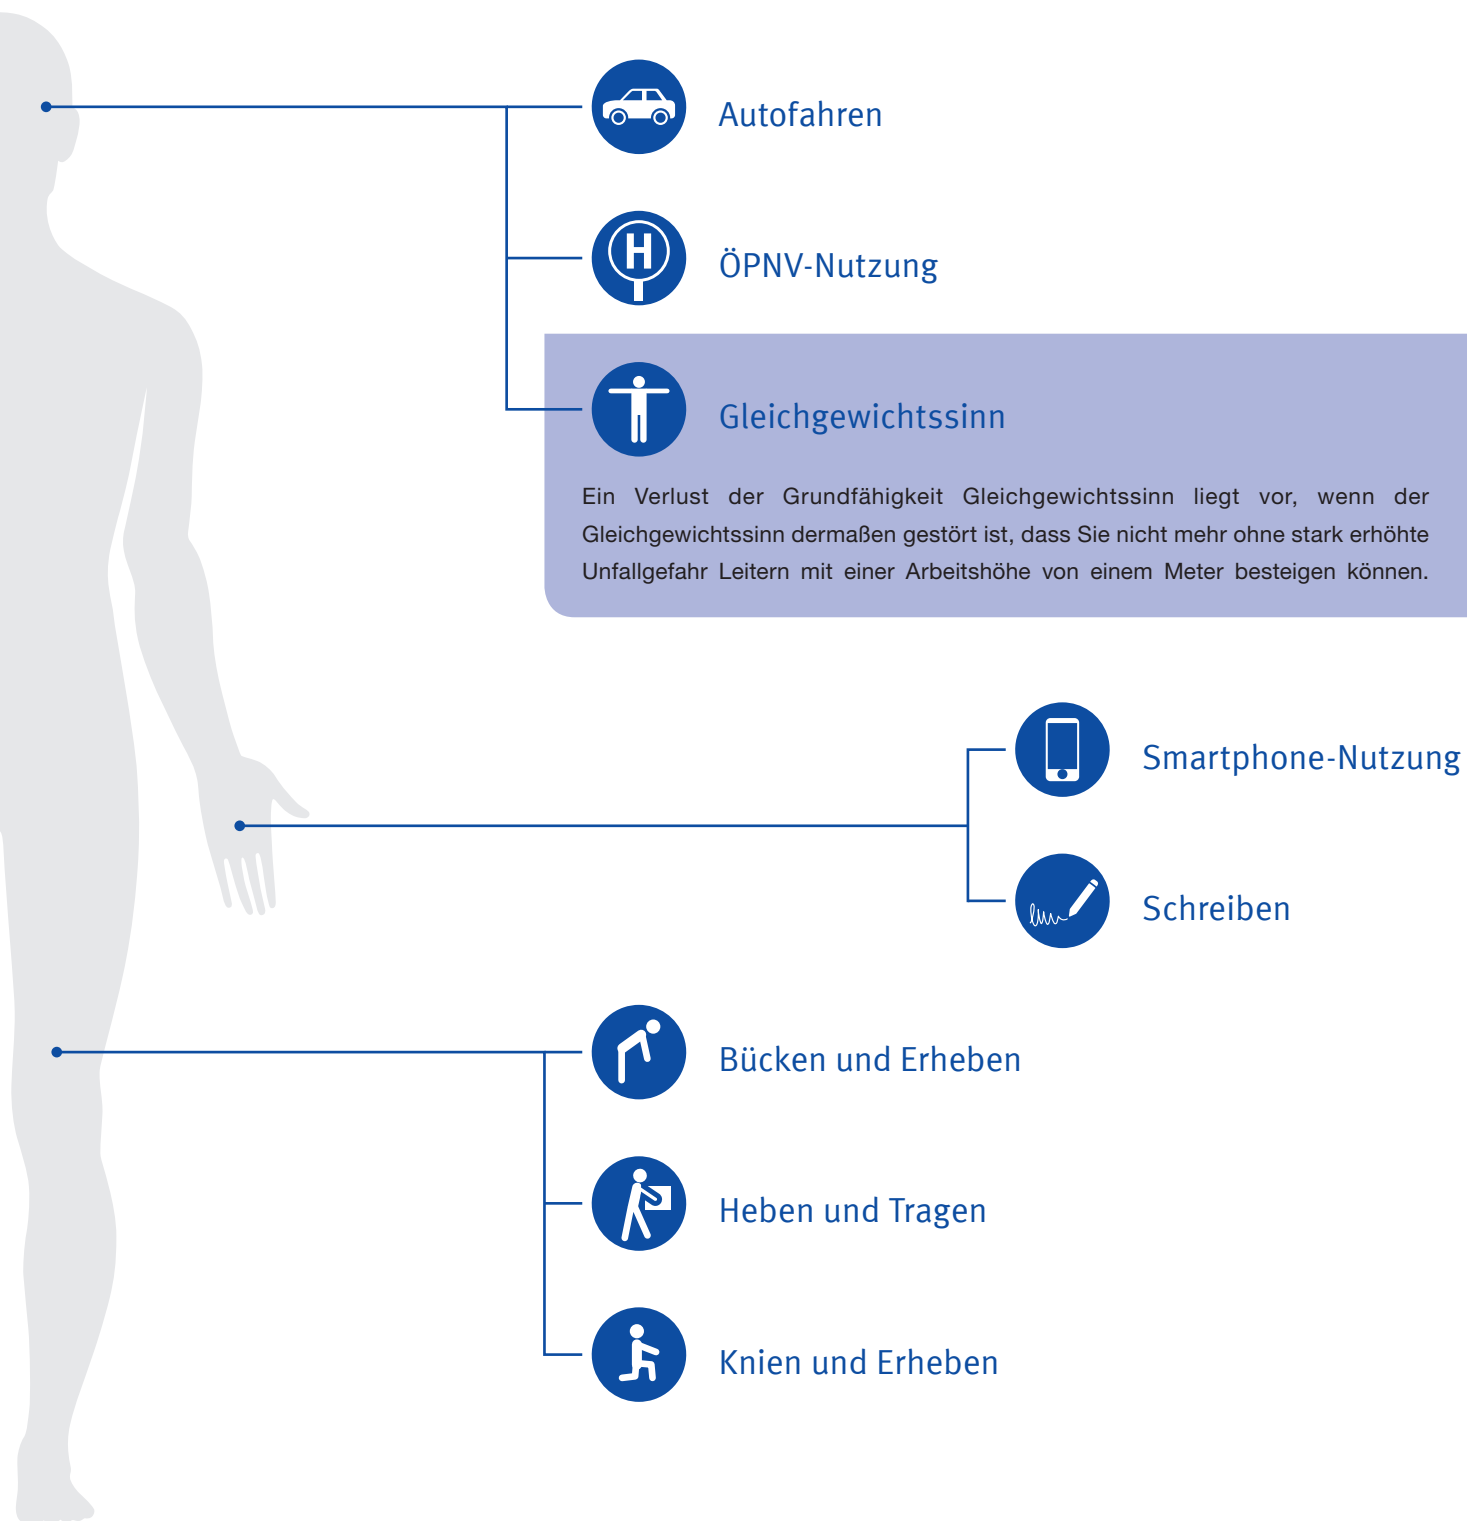 Autofahren
H
ÖPNV-Nutzung
Gleichgewichtssinn
Ein Verlust der Grundfähigkeit Gleichgewichtssinn liegt vor, wenn der
Gleichgewichtssinn dermaßen gestört ist, dass Sie nicht mehr ohne stark erhöhte
Unfallgefahr Leitern mit einer Arbeitshöhe von einem Meter besteigen können.
Smartphone-Nutzung
Schreiben
Bücken und Erheben
Heben und Tragen
Knien und Erheben